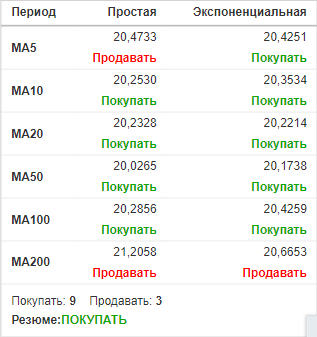 Период Простая Экспоненциальная
MA5 20,4733 20,4251
Продавать Покупать
MA10 20,2530 20,3534
Покупать Покупать
MA20 20,2328 20,2214
Покупать Покупать
MA50 20,0265 20,1738
Покупать Покупать
MA100 20,2856 20,4259
Покупать Покупать
MA200 21,2058 20,6653
Продавать Продавать
Покупать: 9 Продавать: 3
Резюме:ПОКУПАТЬ